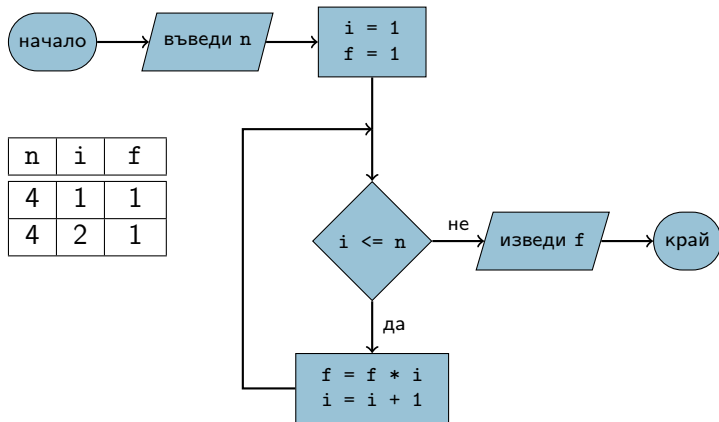 начало
въведи n
i = 1
f = 1
n i f
4 1 1
4 2 1
i <= n
не
изведи f
край
да
f = f * i
i = i + 1